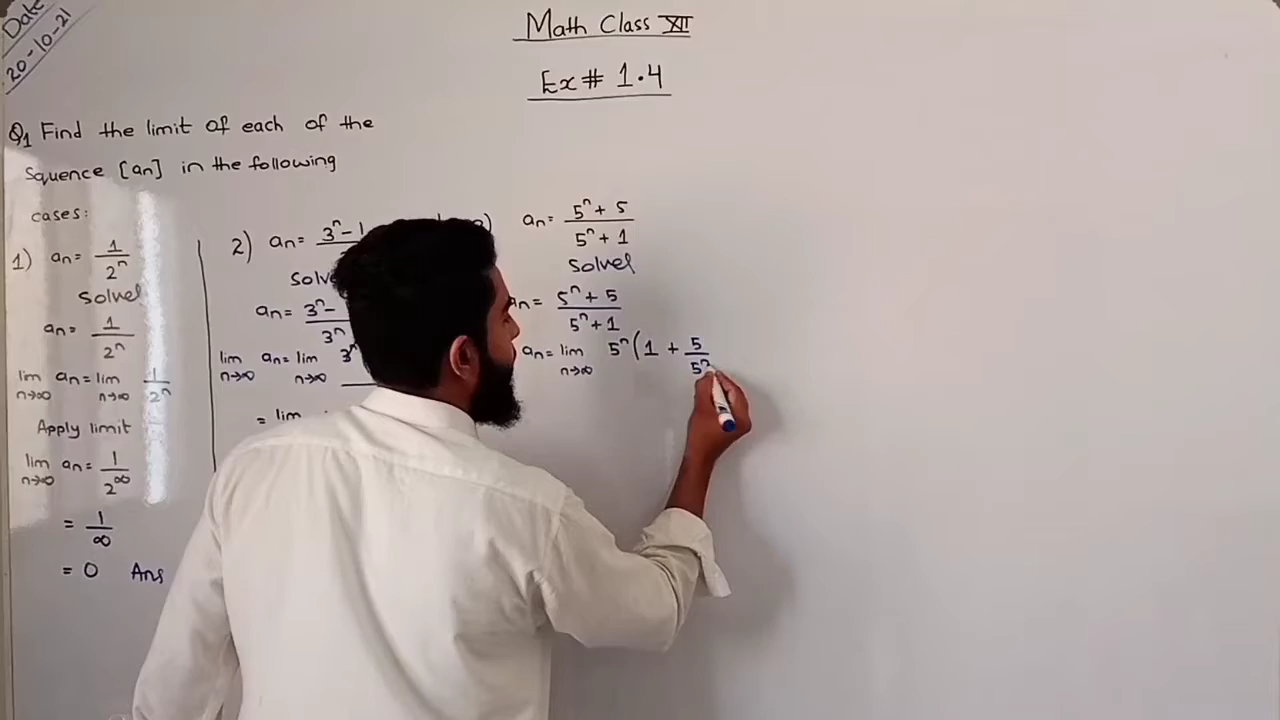 Date
20-10-21
Math Class XII
Ex# 1.4
Q1 Find the limit of each of the
Squence [an] in the following
cases:
1) an= 1/2^n
Solve
an= 1/2^n
lim n→∞ an= lim n→∞ 1/2^n
Apply limit
lim n→∞ an= 1/2^∞
= 1/∞
= 0 Ans
2) an= 3^n-1
an= 3^n-/3^n
lim n→∞ an= lim n→∞ 3^n
= lim
an= 5^n+5/5^n+1
Solve
an= 5^n+5/5^n+1
an= lim n→∞ 5^n(1 + 5/5^n